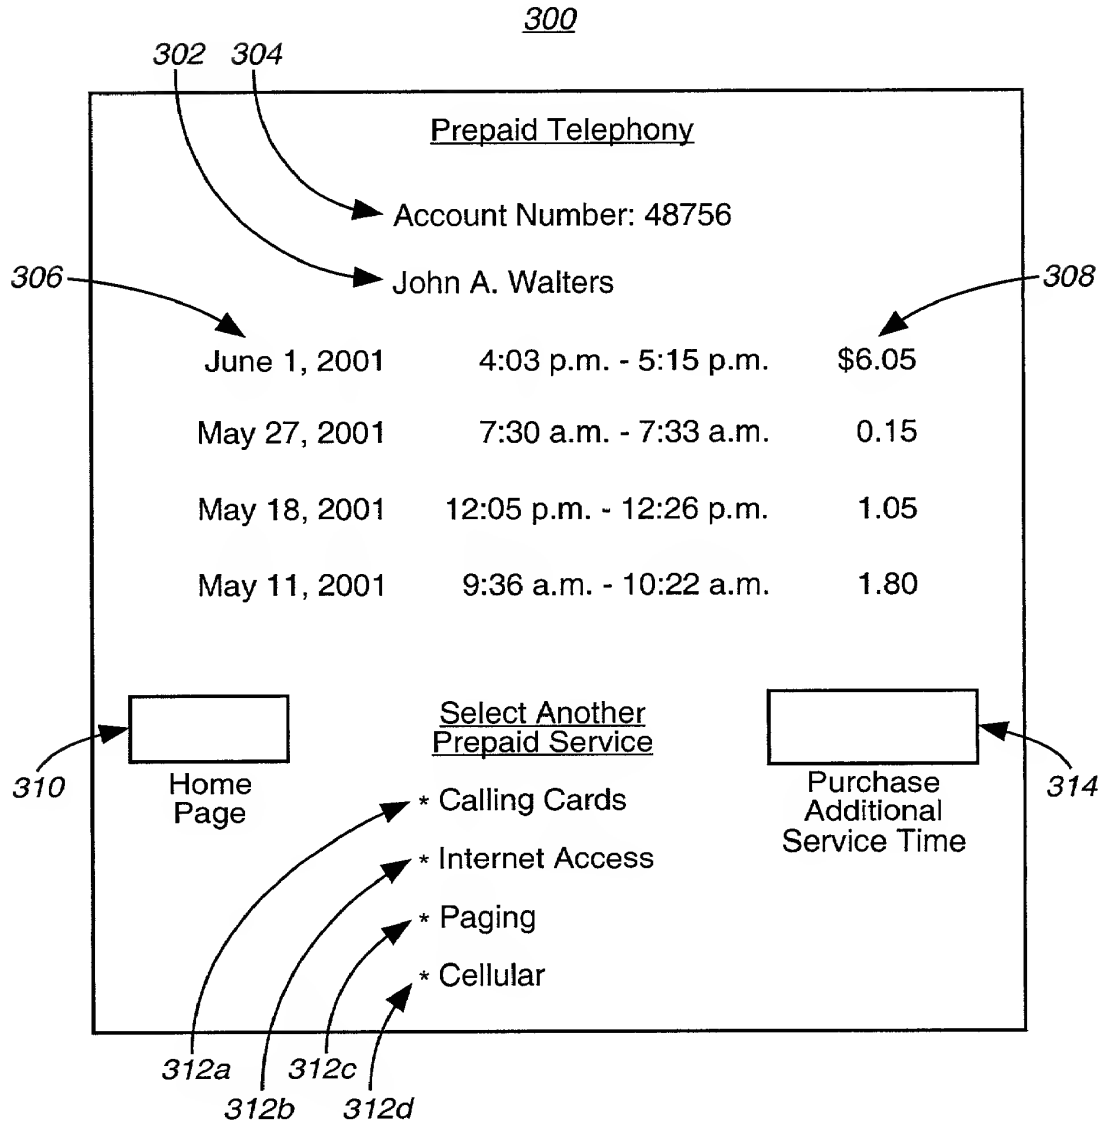 300
302 304
Prepaid Telephony
Account Number: 48756
John A. Walters
306
308
June 1, 2001 4:03 p.m. - 5:15 p.m. $6.05
May 27, 2001 7:30 a.m. - 7:33 a.m. 0.15
May 18, 2001 12:05 p.m. - 12:26 p.m. 1.05
May 11, 2001 9:36 a.m. - 10:22 a.m. 1.80
310
Home
Page
Select Another
Prepaid Service
* Calling Cards
* Internet Access
* Paging
* Cellular
Purchase
Additional
Service Time
314
312a
312b
312c
312d